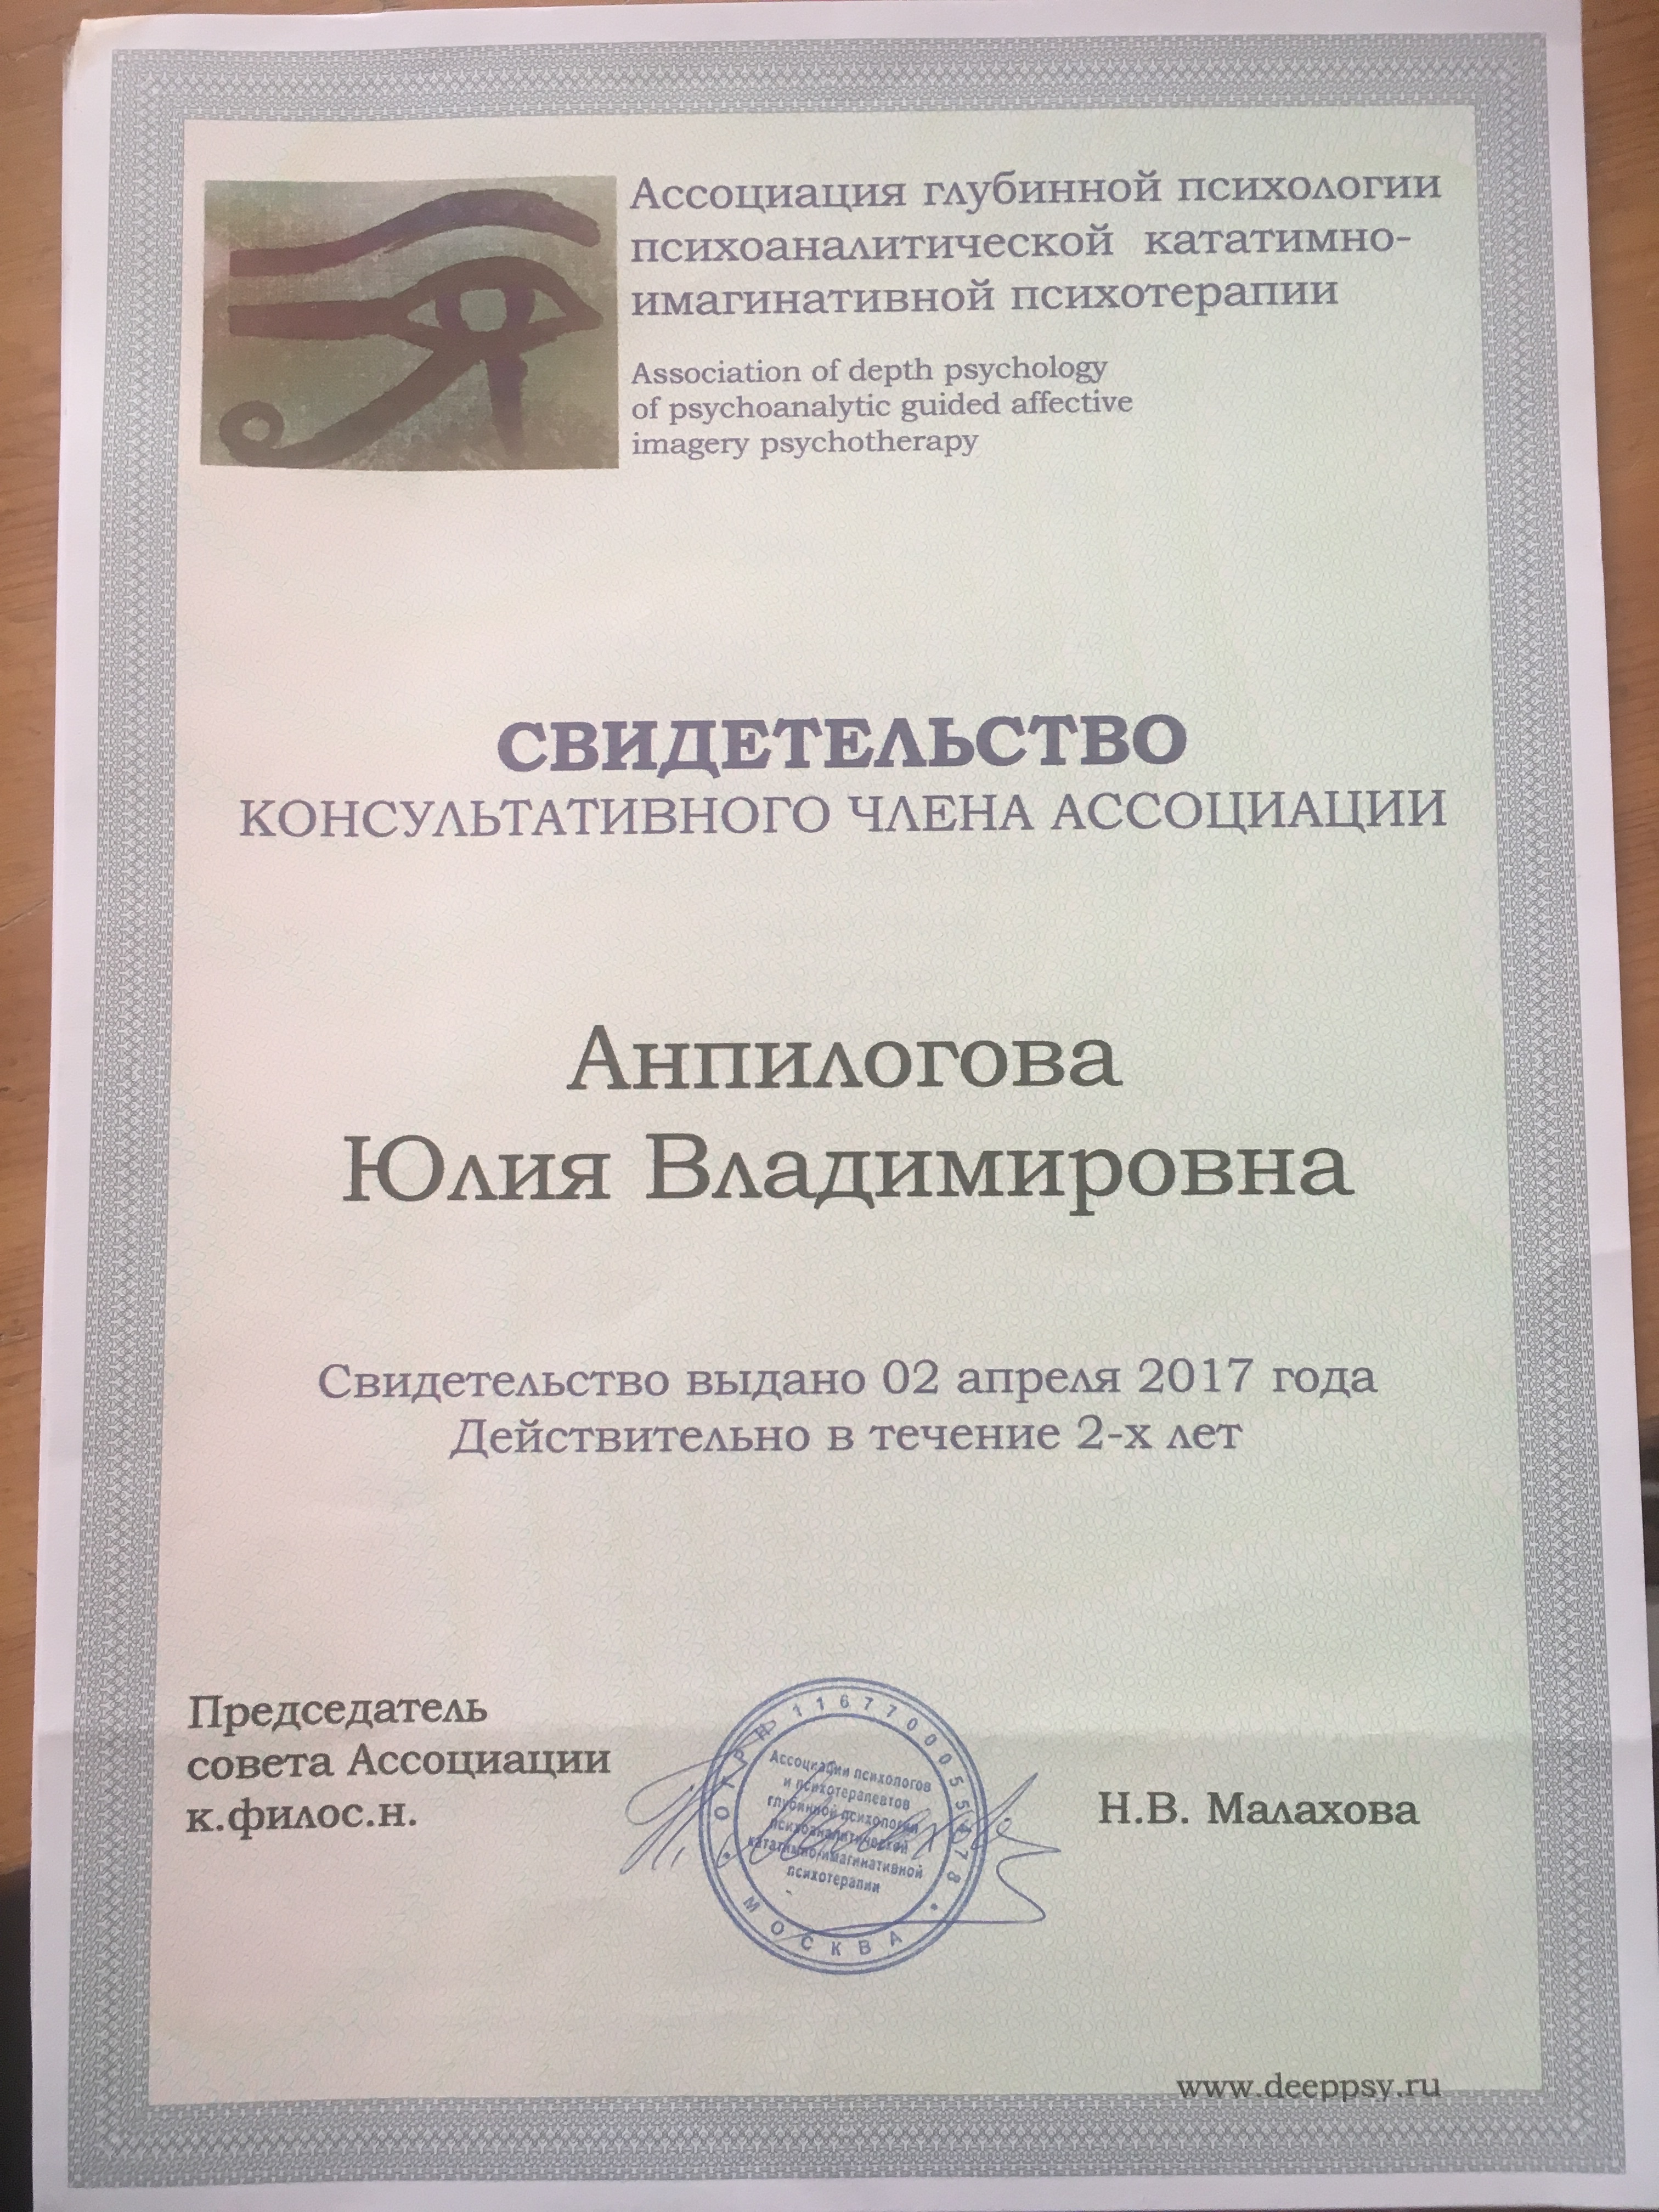 Ассоциация глубинной психологии
психоаналитической кататимно-
имагинативной психотерапии
Association of depth psychology
of psychoanalytic guided affective
imagery psychotherapy
СВИДЕТЕЛЬСТВО
КОНСУЛЬТАТИВНОГО ЧЛЕНА АССОЦИАЦИИ
Анпилогова
Юлия Владимировна
Свидетельство выдано 02 апреля 2017 года
Действительно в течение 2-х лет
Председатель
совета Ассоциации
к.филос.н.
ОГРН
МОСКВА
Ассоциации психологов
и психотерапевтов
глубинной психологии
психоаналитической
кататимно-имагинативной
психотерапии
Н.В. Малахова
www.deeppsy.ru